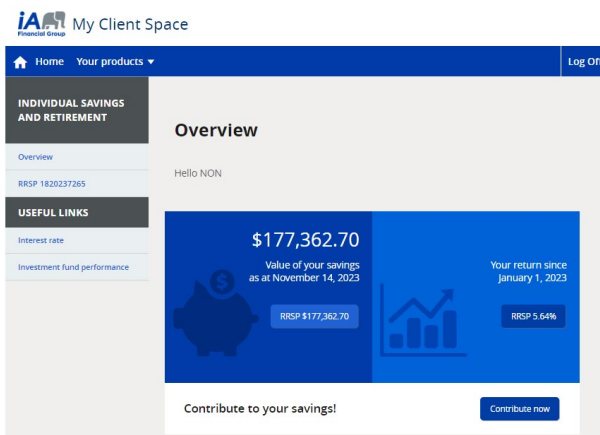 iA
Financial Group
My Client Space
Home Your products Log Off
INDIVIDUAL SAVINGS
AND RETIREMENT
Overview
RRSP 1820237265
USEFUL LINKS
Interest rate
Investment fund performance
Overview
Hello NON
$177,362.70
Value of your savings
as at November 14, 2023
RRSP $177,362.70
Your return since
January 1, 2023
RRSP 5.64%
Contribute to your savings!
Contribute now